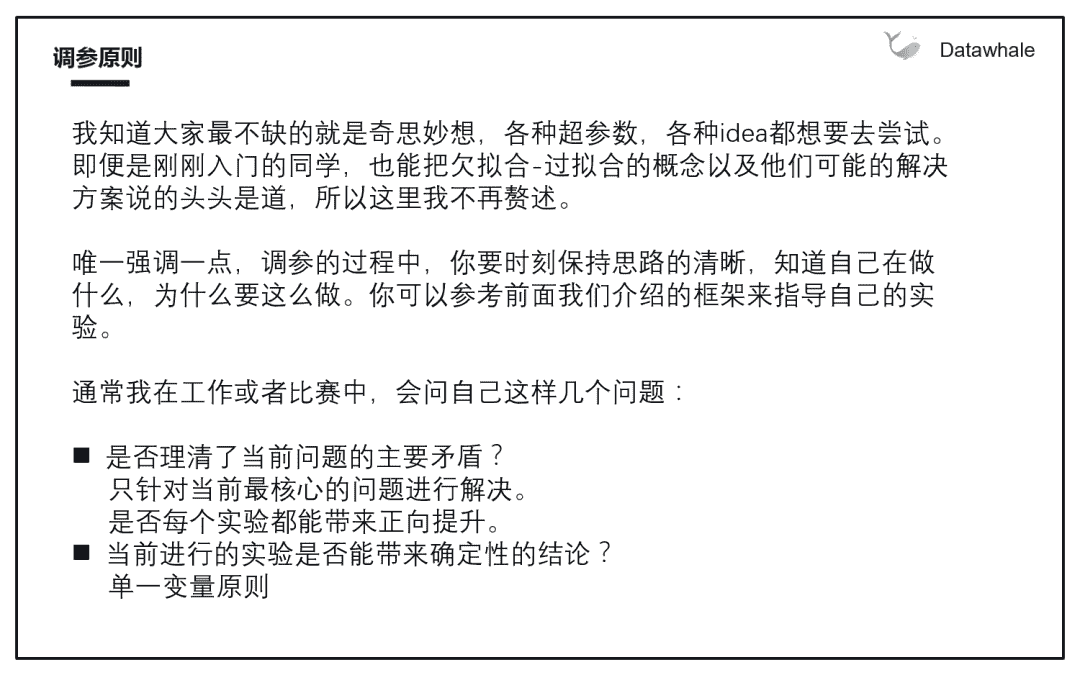 调参原则
Datawhale
我知道大家最不缺的就是奇思妙想，各种超参数，各种idea都想要去尝试。
即便是刚刚入门的同学，也能把欠拟合-过拟合的概念以及他们可能的解决
方案说的头头是道，所以这里我不再赘述。
唯一强调一点，调参的过程中，你要时刻保持思路的清晰，知道自己在做
什么，为什么要这么做。你可以参考前面我们介绍的框架来指导自己的实
验。
通常我在工作或者比赛中，会问自己这样几个问题：
■ 是否理清了当前问题的主要矛盾？
只针对当前最核心的问题进行解决。
是否每个实验都能带来正向提升。
■ 当前进行的实验是否能带来确定性的结论？
单一变量原则